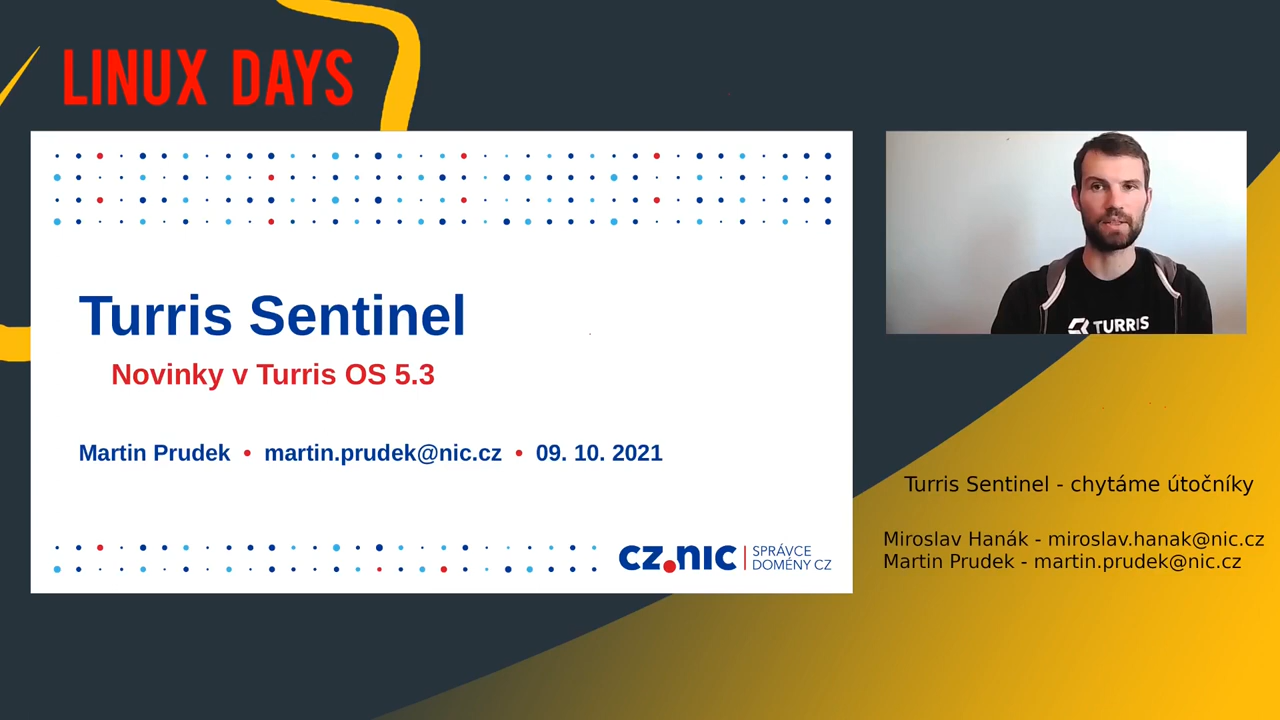 LINUX DAYS
Turris Sentinel
Novinky v Turris OS 5.3
Martin Prudek • martin.prudek@nic.cz • 09. 10. 2021
CZ.NIC | SPRÁVCE
DOMÉNY CZ
TURRIS
Turris Sentinel - chytáme útočníky
Miroslav Hanák - miroslav.hanak@nic.cz
Martin Prudek - martin.prudek@nic.cz